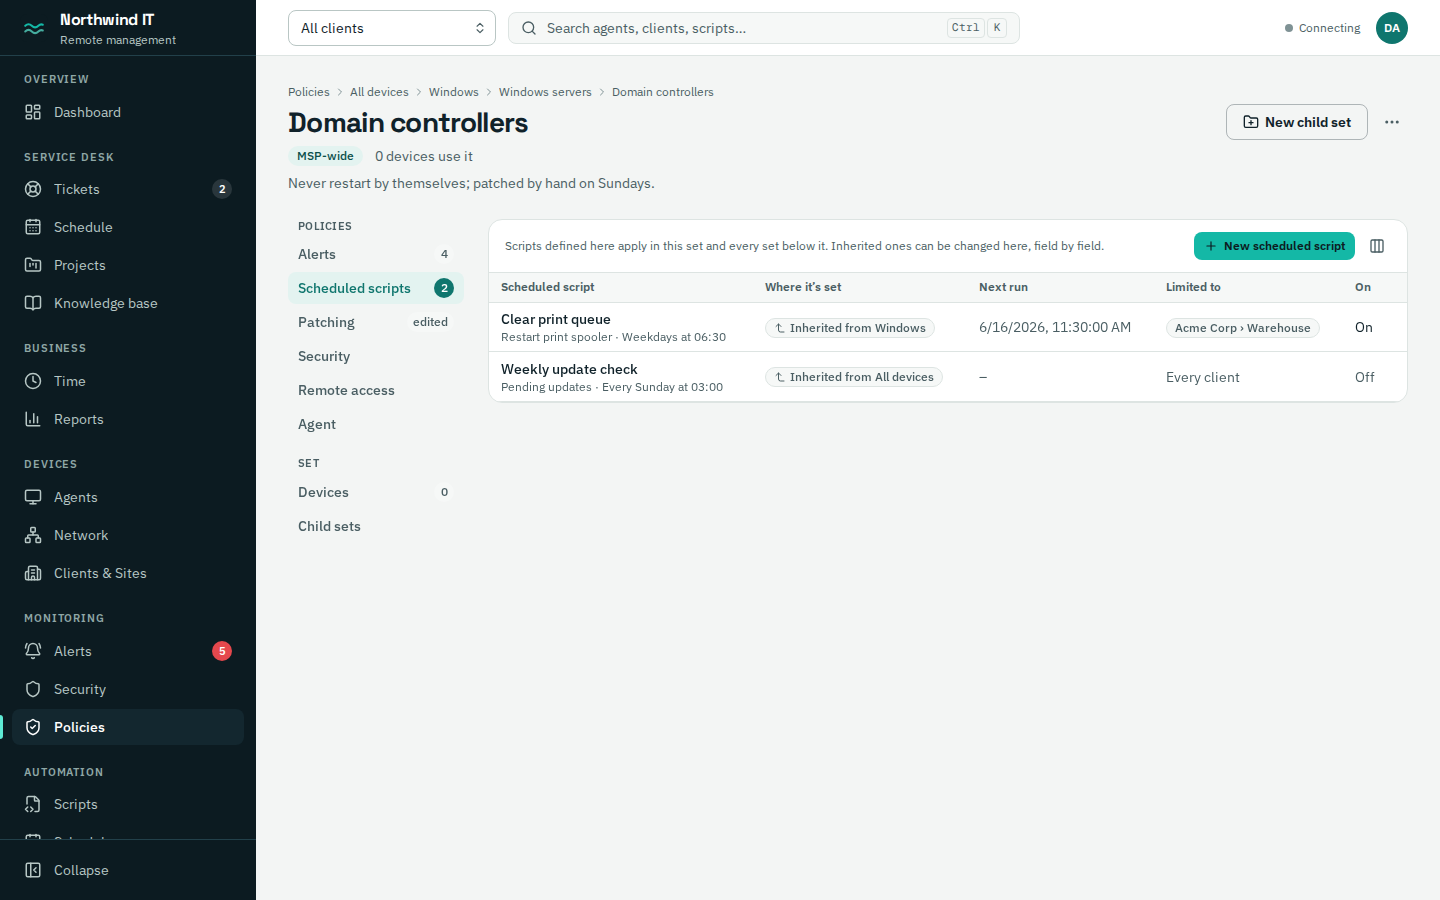 Northwind IT
Remote management
All clients
Search agents, clients, scripts...
Ctrl K
Connecting
DA
OVERVIEW
Dashboard
SERVICE DESK
Tickets 2
Schedule
Projects
Knowledge base
BUSINESS
Time
Reports
DEVICES
Agents
Network
Clients & Sites
MONITORING
Alerts 5
Security
Policies
AUTOMATION
Scripts
Collapse
Policies > All devices > Windows > Windows servers > Domain controllers
Domain controllers
New child set
MSP-wide 0 devices use it
Never restart by themselves; patched by hand on Sundays.
POLICIES
Alerts 4
Scheduled scripts 2
Patching edited
Security
Remote access
Agent
SET
Devices 0
Child sets
Scripts defined here apply in this set and every set below it. Inherited ones can be changed here, field by field.
New scheduled script
Scheduled script Where it's set Next run Limited to On
Clear print queue
Restart print spooler · Weekdays at 06:30
Inherited from Windows
6/16/2026, 11:30:00 AM
Acme Corp › Warehouse
On
Weekly update check
Pending updates · Every Sunday at 03:00
Inherited from All devices
–
Every client
Off